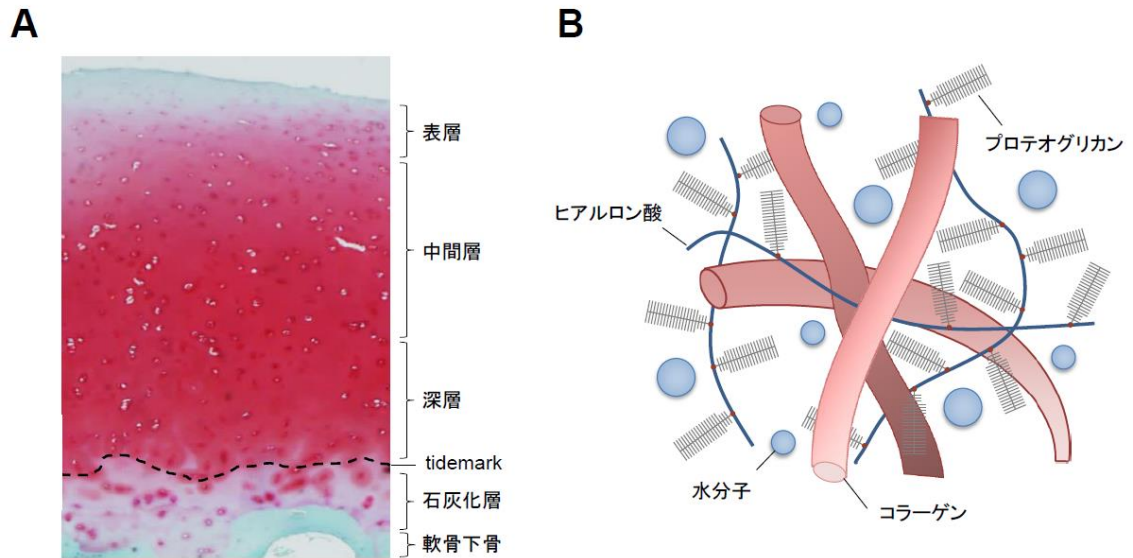 A
表層
中間層
深層
tidemark
石灰化層
軟骨下骨
B
プロテオグリカン
ヒアルロン酸
水分子
コラーゲン